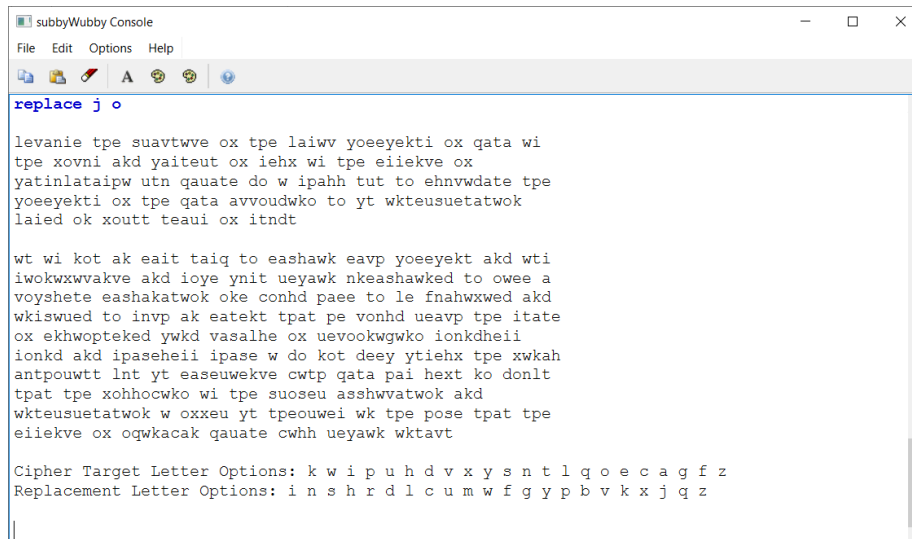 subbyWubby Console
File Edit Options Help
A
replace j o
levanie tpe suavtwve ox tpe laiwv yoeeyekti ox qata wi
tpe xovni akd yaiteut ox iehx wi tpe eiiekve ox
yatinlataipw utn qauate do w ipahh tut to ehnvwdate tpe
yoeeyekti ox tpe qata avvoudwko to yt wkteusuetatwok
laied ok xoutt teaui ox itndt
wt wi kot ak eait taiq to eashawk eavp yoeeyekt akd wti
iwokwxwvakve akd ioye ynit ueyawk nkeashawked to owee a
voyshete eashakatwok oke conhd paee to le fnahwxwed akd
wkiswued to invp ak eatekt tpat pe vonhd ueavp tpe itate
ox ekhwopteked ywkd vasalhe ox uevookwgwko ionkdheii
ionkd akd ipaseheii ipase w do kot deey ytiehx tpe xwkah
antpouwtt lnt yt easeuwekve cwtp qata pai hext ko donlt
tpat tpe xohhocwko wi tpe suoseu asshwvatwok akd
wkteusuetatwok w oxxeu yt tpeouwei wk tpe pose tpat tpe
eiiekve ox oqwkacak qauate cwhh ueyawk wktavt
Cipher Target Letter Options: k w i p u h d v x y s n t l q o e c a g f z
Replacement Letter Options: i n s h r d l c u m w f g y p b v k x j q z